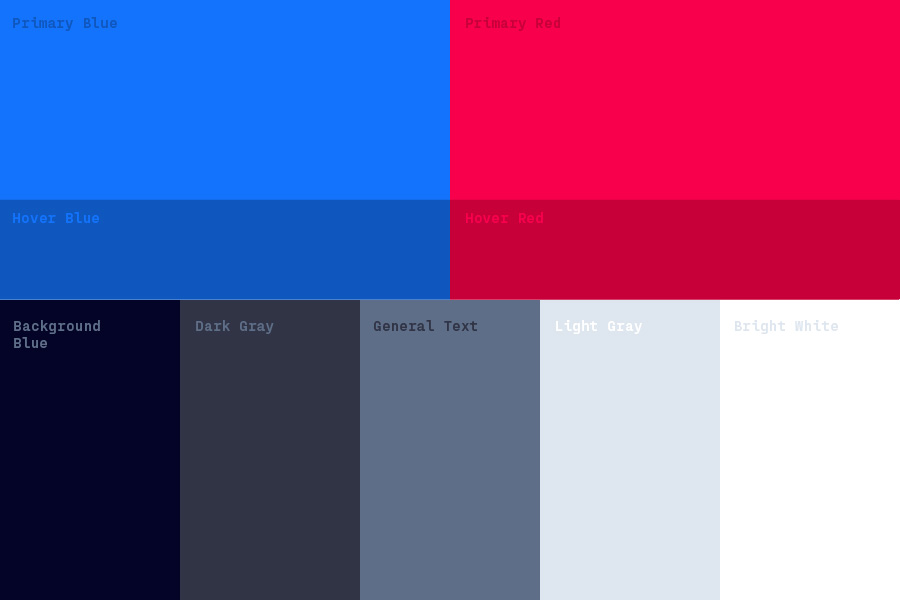 Primary Blue
Primary Red
Hover Blue
Hover Red
Background
Blue
Dark Gray
General Text
Light Gray
Bright White